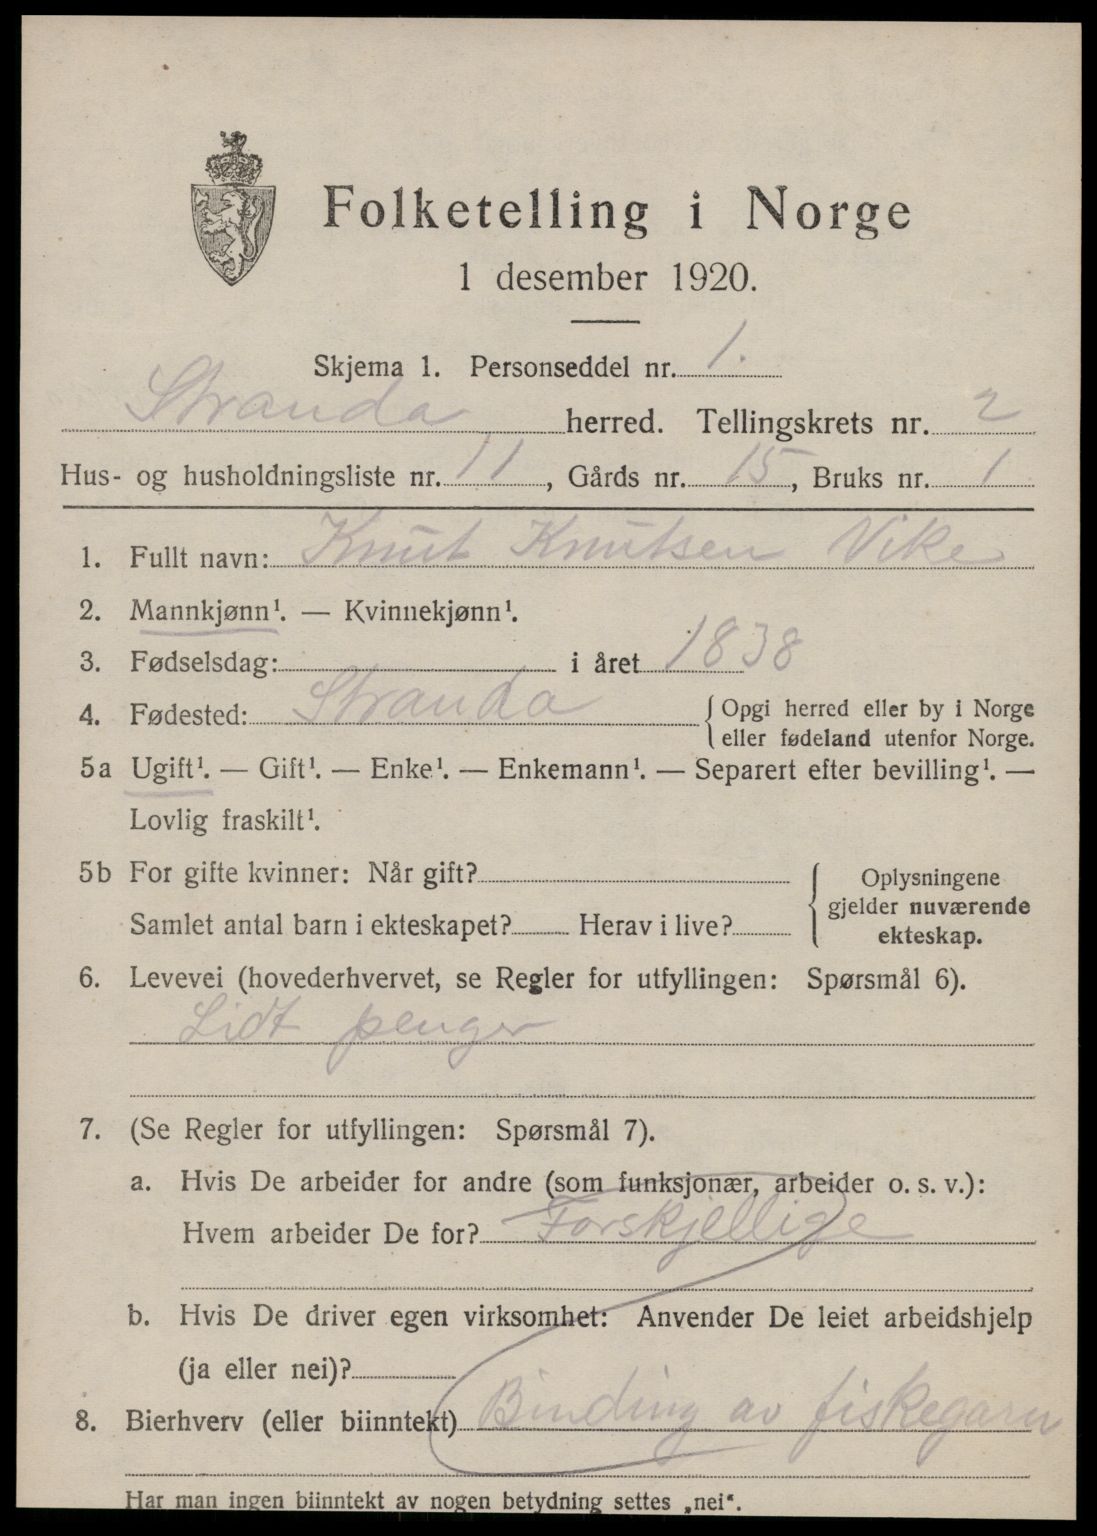 Folketelling i Norge
1 desember 1920.
Skjema 1. Personseddel nr. 1.
Stranda herred. Tellingskrets nr. 2
Hus- og husholdningsliste nr. 11, Gårds nr. 15, Bruks nr. 1
1. Fullt navn: Knut Knutsen Vike
2. Mannkjønn¹. — Kvinnekjønn¹.
3. Fødselsdag: i året 1838
4. Fødested: Stranda {Opgi herred eller by i Norge
eller fødeland utenfor Norge.
5a Ugift¹. — Gift¹. — Enke¹. — Enkemann¹. — Separert efter bevilling¹. —
Lovlig fraskilt¹.
5b For gifte kvinner: Når gift?
Samlet antal barn i ekteskapet? Herav i live?
{Oplysningene
gjelder nuværende
ekteskap.
6. Levevei (hovederhvervet, se Regler for utfyllingen: Spørsmål 6).
Lidt penger
7. (Se Regler for utfyllingen: Spørsmål 7).
a. Hvis De arbeider for andre (som funksjonær, arbeider o. s. v.):
Hvem arbeider De for? Forskjellige
b. Hvis De driver egen virksomhet: Anvender De leiet arbeidshjelp
(ja eller nei)?
8. Bierhverv (eller biinntekt) Binding av fiskegarn
Har man ingen biinntekt av nogen betydning settes „nei“.